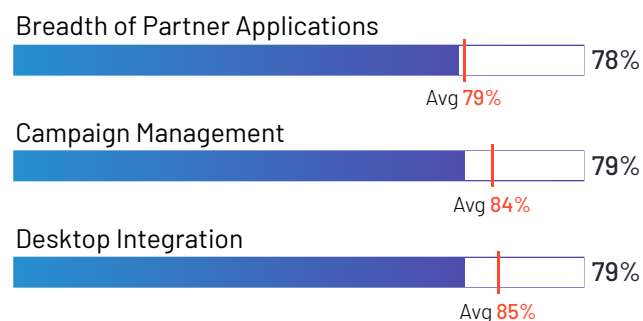 Breadth of Partner Applications
78%
Avg 79%
Campaign Management
79%
Avg 84%
Desktop Integration
79%
Avg 85%